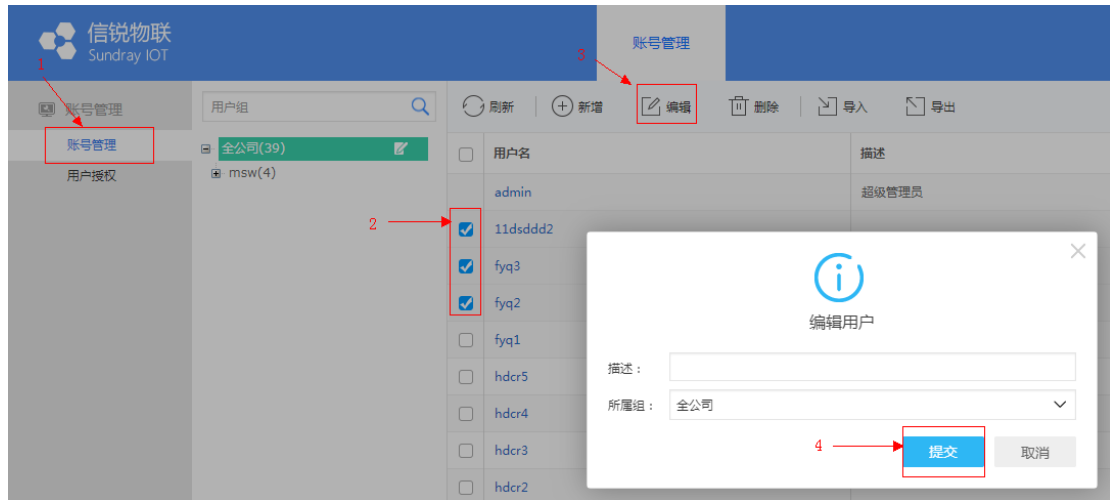 信锐物联
Sundray IOT
账号管理
1
3
账号管理
用户组
刷新
新增
编辑
删除
导入
导出
账号管理
全公司(39)
用户名
描述
用户授权
msw(4)
admin
超级管理员
2
11dsddd2
fyq3
编辑用户
fyq2
fyq1
描述：
hdcr5
所属组： 全公司
hdcr4
4
提交
取消
hdcr3
hdcr2